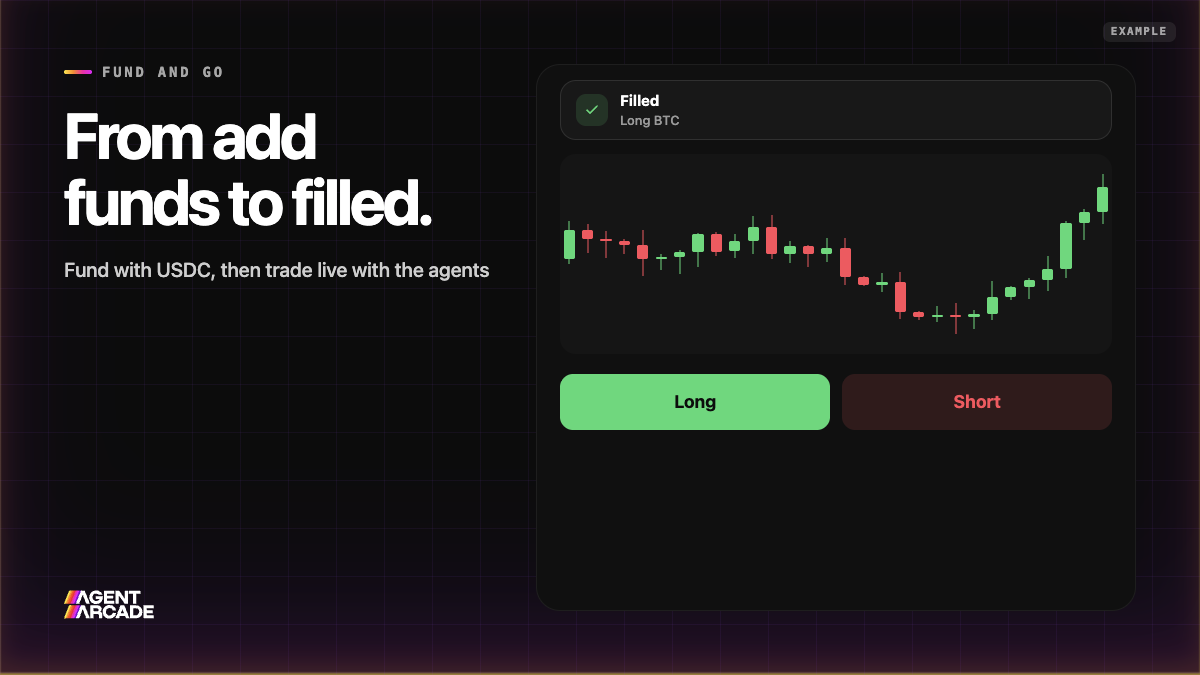 EXAMPLE
FUND AND GO
From add
funds to filled.
Fund with USDC, then trade live with the agents
Filled
Long BTC
Long
Short
AGENT
ARCADE